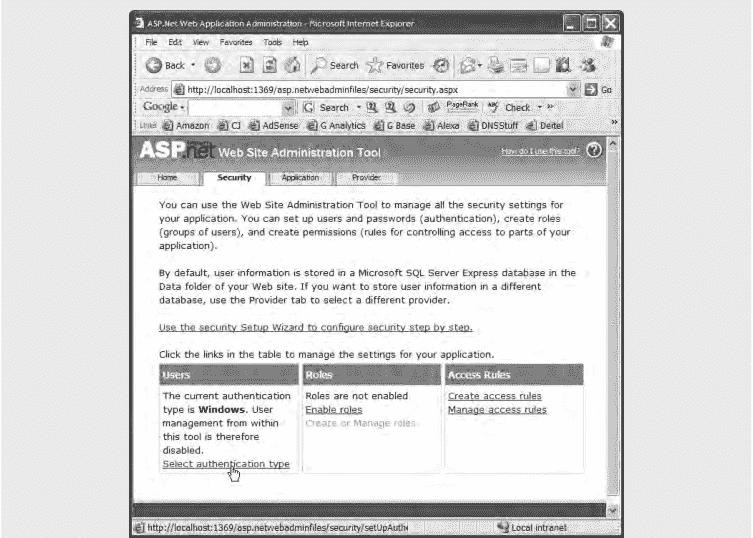 ASP.Net Web Application Administration - Microsoft Internet Explorer
File Edit View Favorites Tools Help
Back Search Favorites
Address http://localhost:1369/asp.netwebadminfiles/security/security.aspx Go
Google Search PageRank Check
Links Amazon CJ AdSense G Analytics G Base Alexa DNSStuff Deitel
ASP.net Web Site Administration Tool How do I use this tool? ?
Home Security Application Provider
You can use the Web Site Administration Tool to manage all the security settings for
your application. You can set up users and passwords (authentication), create roles
(groups of users), and create permissions (rules for controlling access to parts of your
application).
By default, user information is stored in a Microsoft SQL Server Express database in the
Data folder of your Web site. If you want to store user information in a different
database, use the Provider tab to select a different provider.
Use the security Setup Wizard to configure security step by step.
Click the links in the table to manage the settings for your application.
Users Roles Access Rules
The current authentication
type is Windows. User
management from within
this tool is therefore
disabled.
Select authentication type
Roles are not enabled
Enable roles
Create or Manage roles
Create access rules
Manage access rules
http://localhost:1369/asp.netwebadminfiles/security/setUpAuthe Local intranet